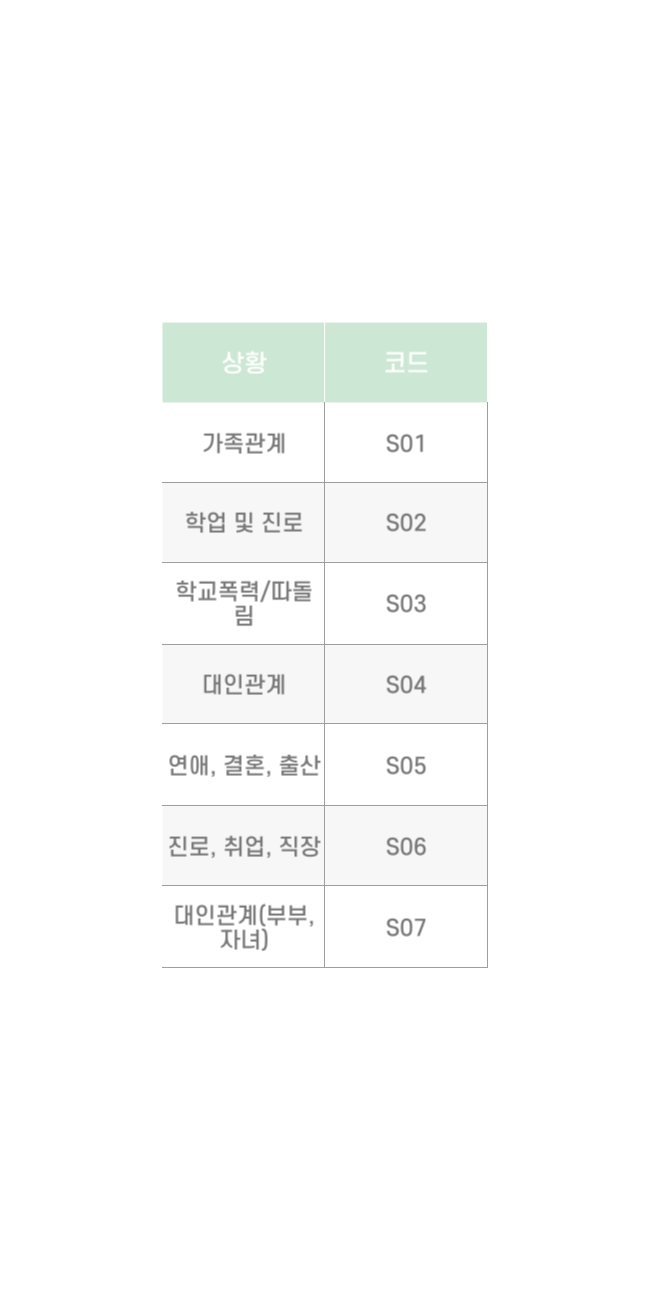 상황 코드
가족관계 S01
학업 및 진로 S02
학교폭력/따돌
림 S03
대인관계 S04
연애, 결혼, 출산 S05
진로, 취업, 직장 S06
대인관계(부부,
자녀) S07